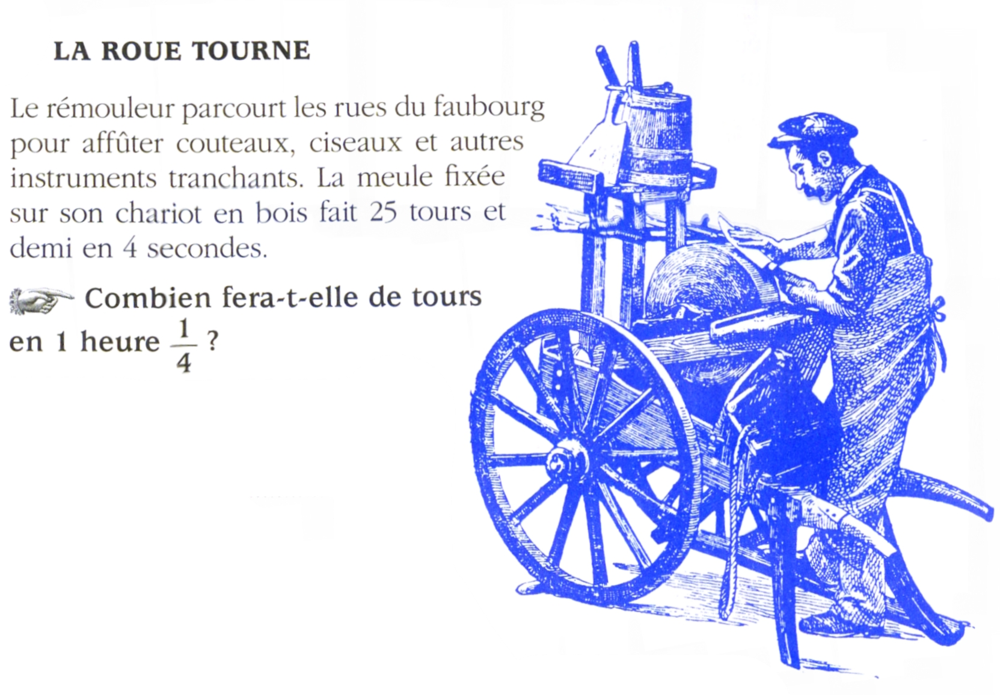 LA ROUE TOURNE
Le rémouleur parcourt les rues du faubourg
pour affûter couteaux, ciseaux et autres
instruments tranchants. La meule fixée
sur son chariot en bois fait 25 tours et
demi en 4 secondes.
Combien fera-t-elle de tours
en 1 heure 1/4 ?